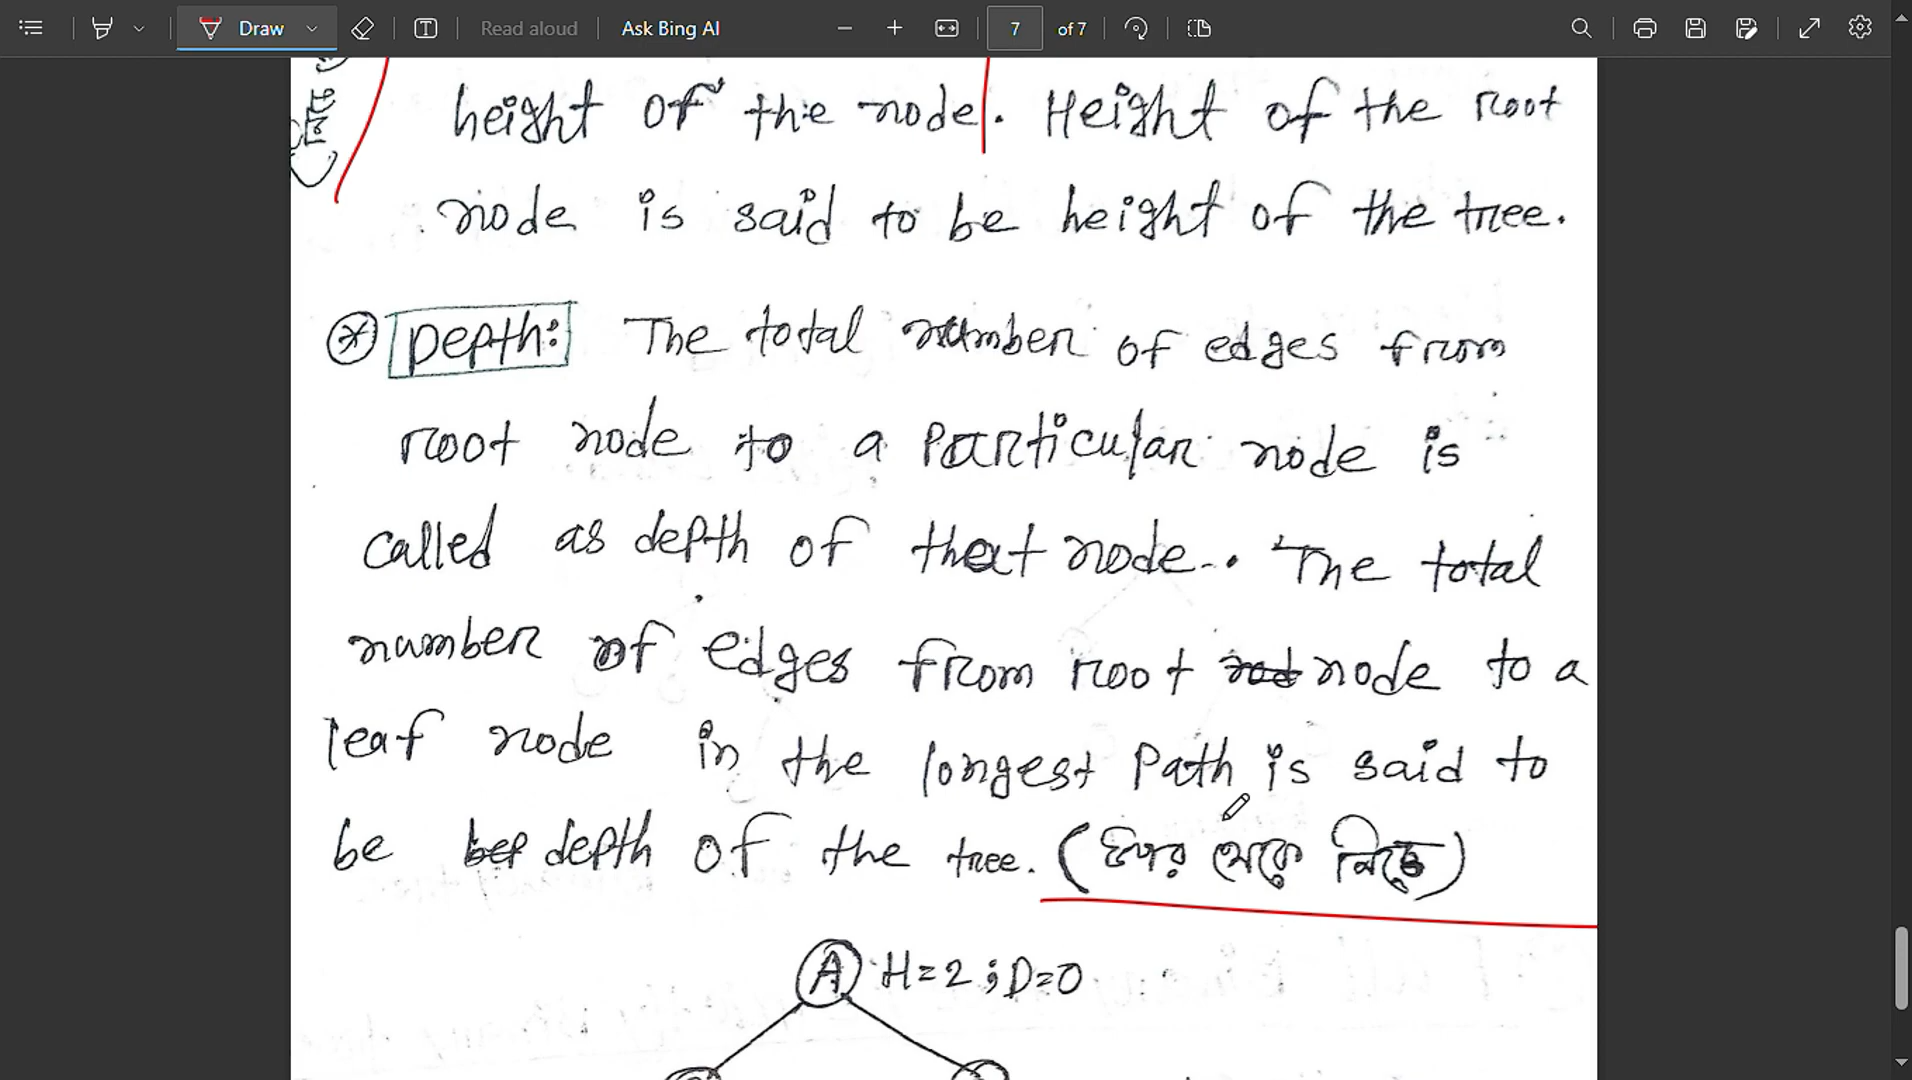 Draw
T
Read aloud
Ask Bing AI
7
of 7
height of the node. Height of the root
node is said to be height of the tree.
* Depth: The total number of edges from
root node to a particular node is
called as depth of that node. The total
number of edges from root node to a
leaf node in the longest path is said to
be depth of the tree. (উপর থেকে নিচে)
A H=2; D=0